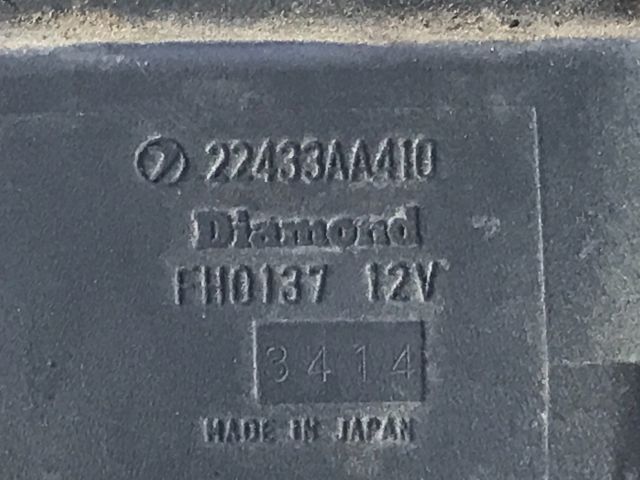 22433AA410
Diamond
FH0137 12V
3414
MADE IN JAPAN